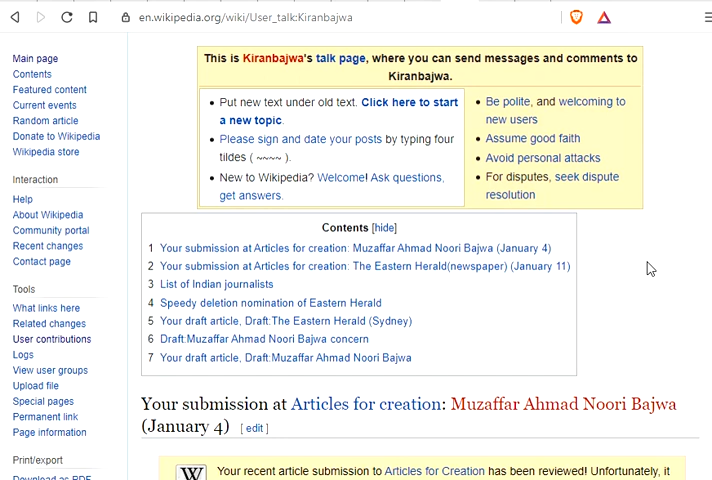 en.wikipedia.org/wiki/User_talk:Kiranbajwa
Main page
Contents
Featured content
Current events
Random article
Donate to Wikipedia
Wikipedia store
Interaction
Help
About Wikipedia
Community portal
Recent changes
Contact page
Tools
What links here
Related changes
User contributions
Logs
View user groups
Upload file
Special pages
Permanent link
Page information
Print/export
Download as PDF
This is Kiranbajwa's talk page, where you can send messages and comments to
Kiranbajwa.
• Put new text under old text. Click here to start
a new topic.
• Please sign and date your posts by typing four
tildes ( ~~~~ ).
• New to Wikipedia? Welcome! Ask questions,
get answers.
• Be polite, and welcoming to
new users
• Assume good faith
• Avoid personal attacks
• For disputes, seek dispute
resolution
Contents [hide]
1 Your submission at Articles for creation: Muzaffar Ahmad Noori Bajwa (January 4)
2 Your submission at Articles for creation: The Eastern Herald(newspaper) (January 11)
3 List of Indian journalists
4 Speedy deletion nomination of Eastern Herald
5 Your draft article, Draft:The Eastern Herald (Sydney)
6 Draft:Muzaffar Ahmad Noori Bajwa concern
7 Your draft article, Draft:Muzaffar Ahmad Noori Bajwa
Your submission at Articles for creation: Muzaffar Ahmad Noori Bajwa
(January 4) [ edit ]
W
Your recent article submission to Articles for Creation has been reviewed! Unfortunately, it